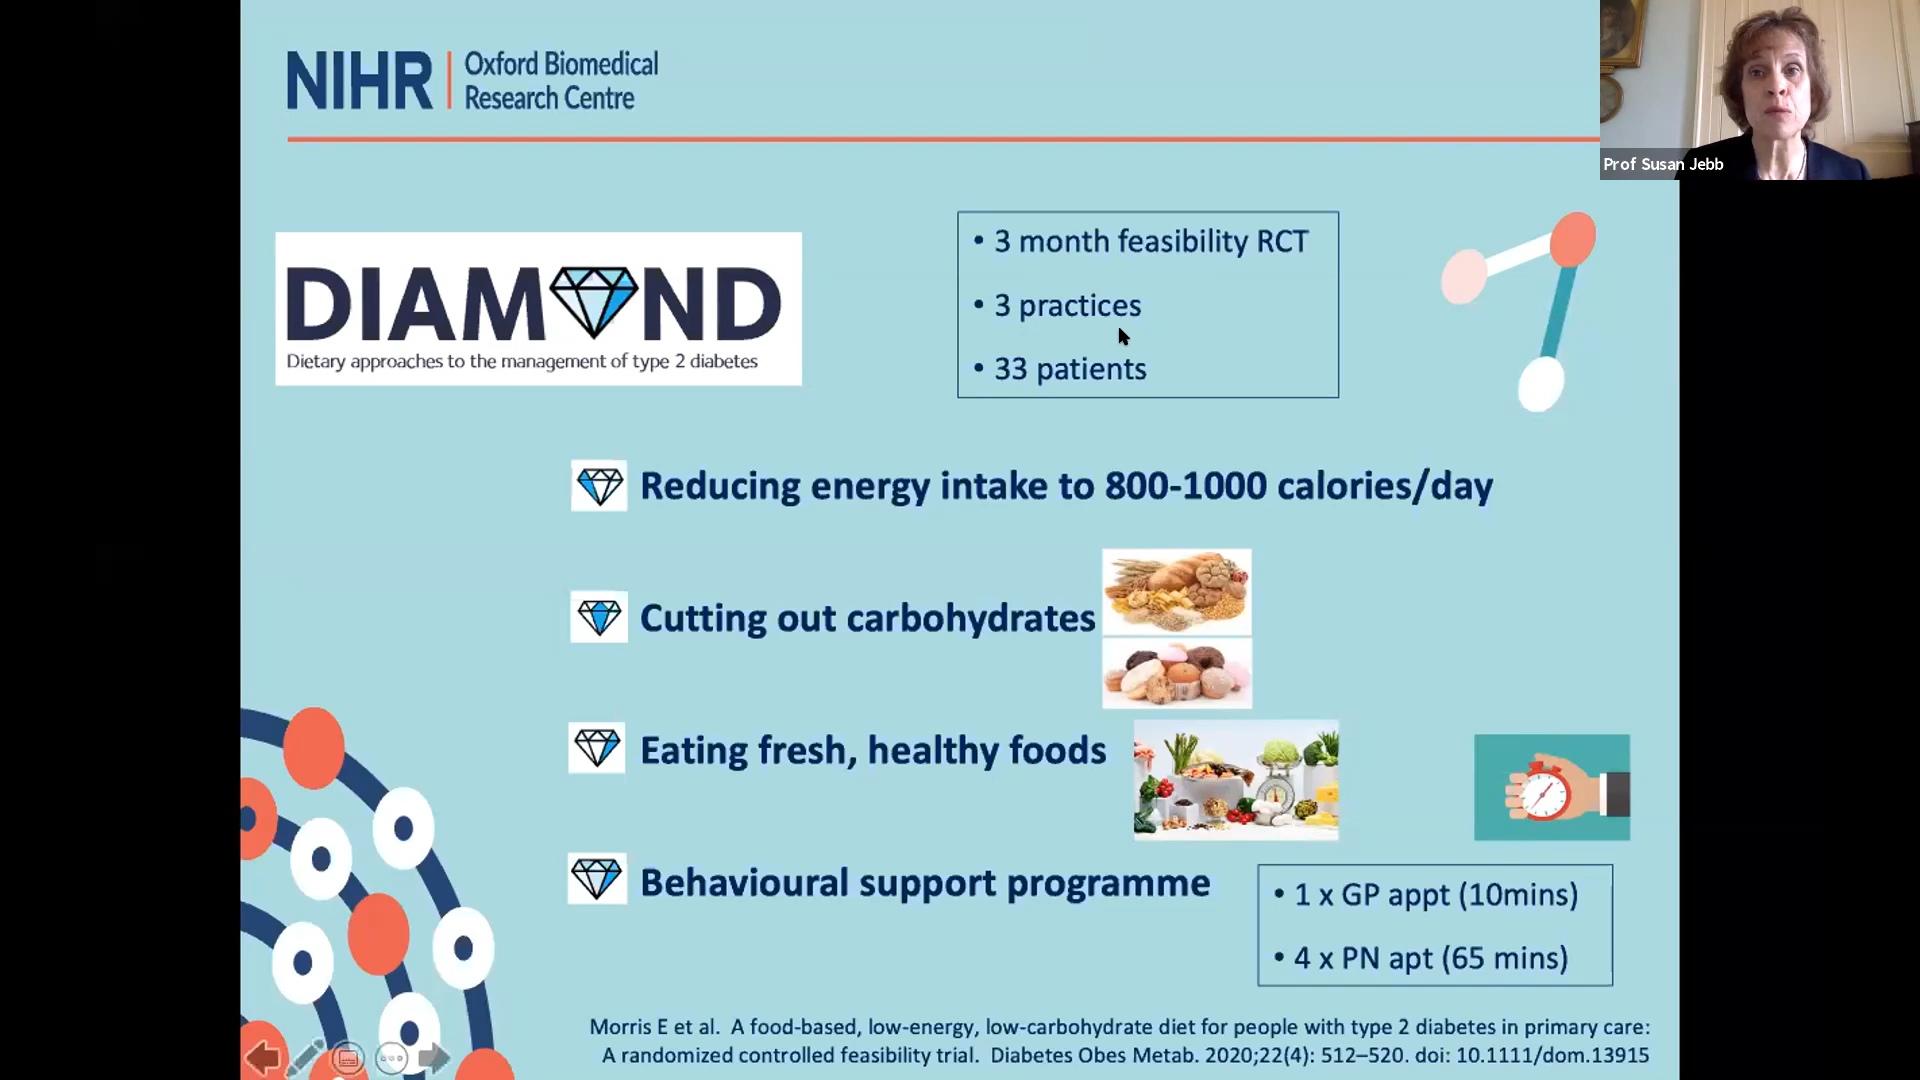 NIHR
Oxford Biomedical
Research Centre
Prof Susan Jebb
DIAMOND
Dietary approaches to the management of type 2 diabetes
• 3 month feasibility RCT
• 3 practices
• 33 patients
Reducing energy intake to 800-1000 calories/day
Cutting out carbohydrates
Eating fresh, healthy foods
Behavioural support programme
• 1 x GP appt (10mins)
• 4 x PN apt (65 mins)
Morris E et al. A food-based, low-energy, low-carbohydrate diet for people with type 2 diabetes in primary care:
A randomized controlled feasibility trial. Diabetes Obes Metab. 2020;22(4): 512–520. doi: 10.1111/dom.13915